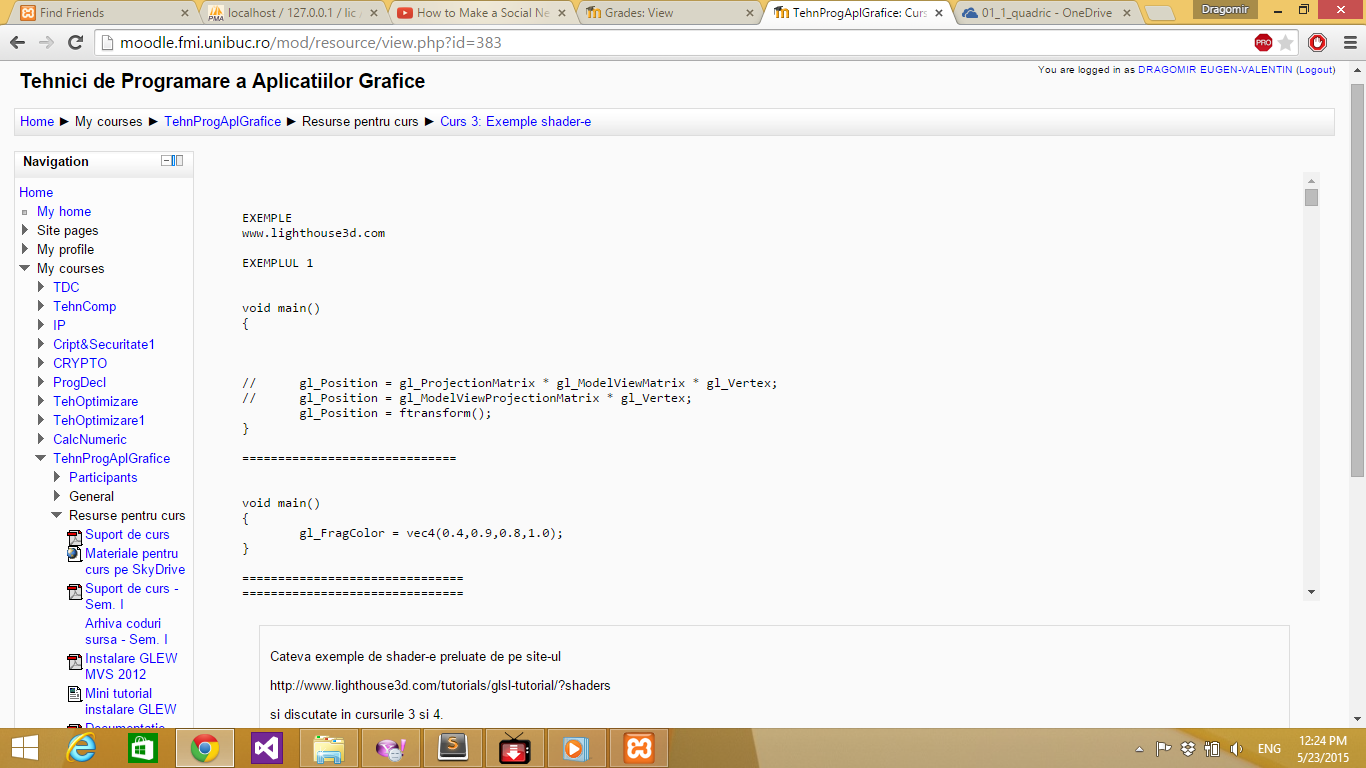 Find Friends
localhost / 127.0.0.1 / lic
How to Make a Social Ne
Grades: View
TehnProgAplGrafice: Curs
01_1_quadric - OneDrive
Dragomir
moodle.fmi.unibuc.ro/mod/resource/view.php?id=383
PRO
Tehnici de Programare a Aplicatiilor Grafice
You are logged in as DRAGOMIR EUGEN-VALENTIN (Logout)
Home ► My courses ► TehnProgAplGrafice ► Resurse pentru curs ► Curs 3: Exemple shader-e
Navigation
Home
My home
Site pages
My profile
My courses
TDC
TehnComp
IP
Cript&Securitate1
CRYPTO
ProgDecl
TehOptimizare
TehOptimizare1
CalcNumeric
TehnProgAplGrafice
Participants
General
Resurse pentru curs
Suport de curs
Materiale pentru
curs pe SkyDrive
Suport de curs -
Sem. I
Arhiva coduri
sursa - Sem. I
Instalare GLEW
MVS 2012
Mini tutorial
instalare GLEW
EXEMPLE
www.lighthouse3d.com
EXEMPLUL 1
void main()
{
// gl_Position = gl_ProjectionMatrix * gl_ModelViewMatrix * gl_Vertex;
// gl_Position = gl_ModelViewProjectionMatrix * gl_Vertex;
gl_Position = ftransform();
}
==============================
void main()
{
gl_FragColor = vec4(0.4,0.9,0.8,1.0);
}
===============================
===============================
Cateva exemple de shader-e preluate de pe site-ul
http://www.lighthouse3d.com/tutorials/glsl-tutorial/?shaders
si discutate in cursurile 3 si 4.
ENG
12:24 PM
5/23/2015